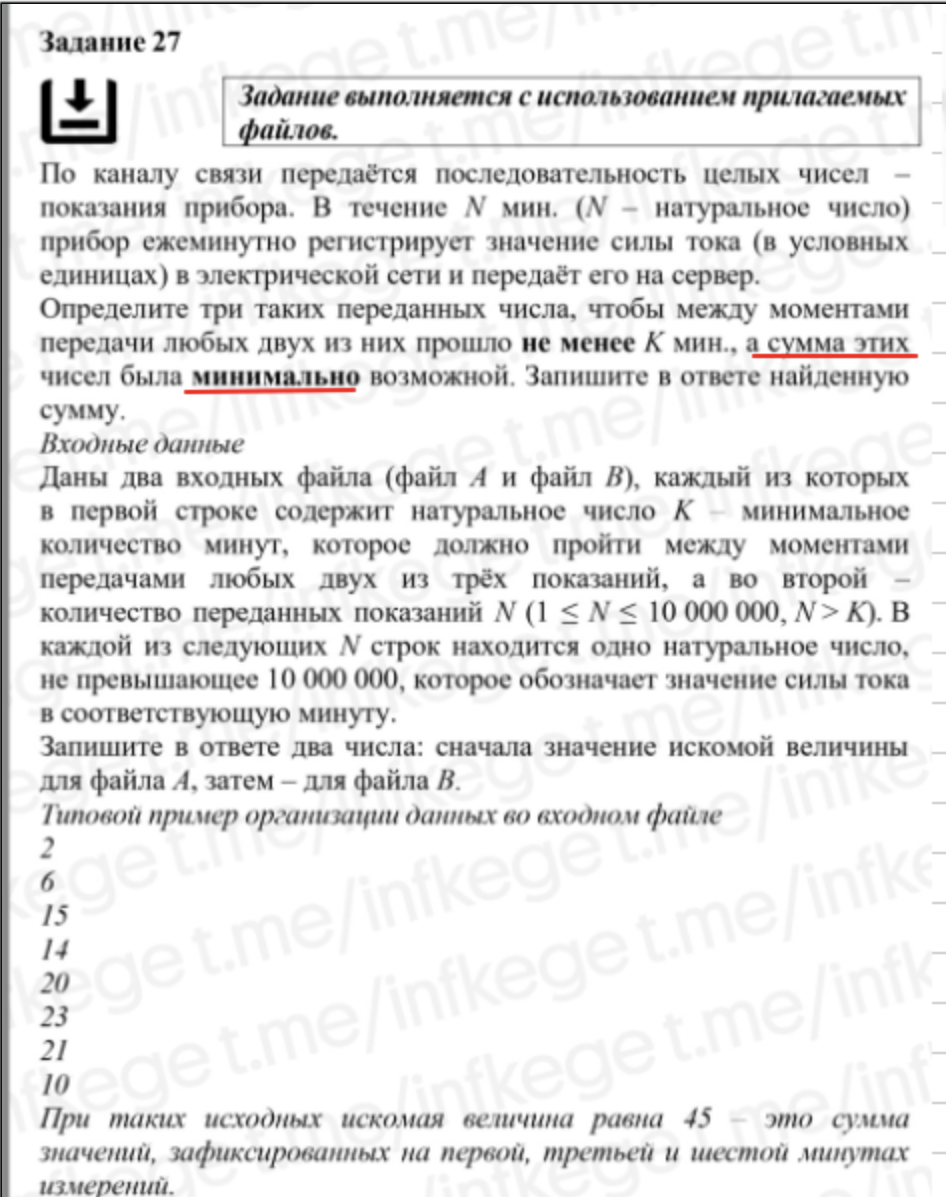 Задание 27
Задание выполняется с использованием прилагаемых
файлов.
По каналу связи передаётся последовательность целых чисел –
показания прибора. В течение N мин. (N – натуральное число)
прибор ежеминутно регистрирует значение силы тока (в условных
единицах) в электрической сети и передаёт его на сервер.
Определите три таких переданных числа, чтобы между моментами
передачи любых двух из них прошло не менее K мин., а сумма этих
чисел была минимально возможной. Запишите в ответе найденную
сумму.
Входные данные
Даны два входных файла (файл A и файл B), каждый из которых
в первой строке содержит натуральное число K – минимальное
количество минут, которое должно пройти между моментами
передачами любых двух из трёх показаний, а во второй –
количество переданных показаний N (1 ≤ N ≤ 10 000 000, N > K). В
каждой из следующих N строк находится одно натуральное число,
не превышающее 10 000 000, которое обозначает значение силы тока
в соответствующую минуту.
Запишите в ответе два числа: сначала значение искомой величины
для файла A, затем – для файла B.
Типовой пример организации данных во входном файле
2
6
15
14
20
23
21
10
При таких исходных искомая величина равна 45 – это сумма
значений, зафиксированных на первой, третьей и шестой минутах
измерений.
t.me/infkege